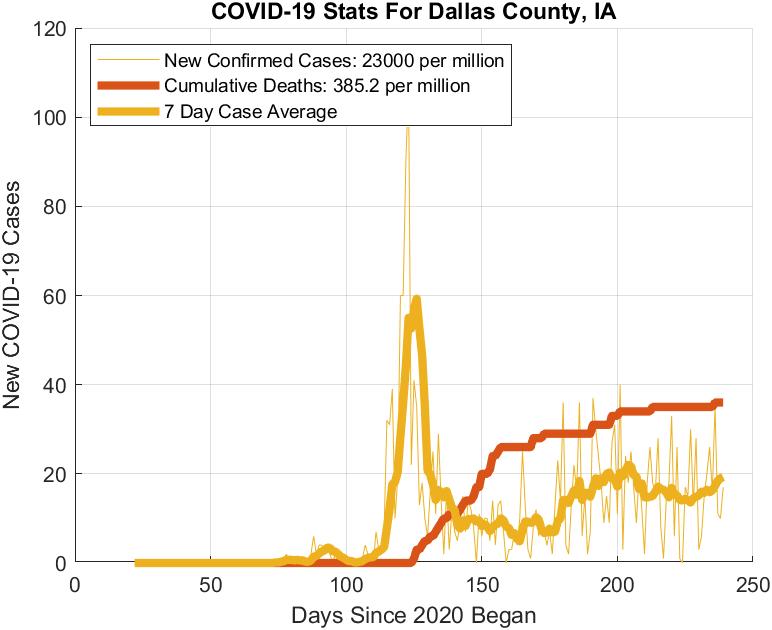 COVID-19 Stats For Dallas County, IA
120
New Confirmed Cases: 23000 per million
Cumulative Deaths: 385.2 per million
7 Day Case Average
100
80
60
40
20
0
New COVID-19 Cases
0 50 100 150 200 250
Days Since 2020 Began